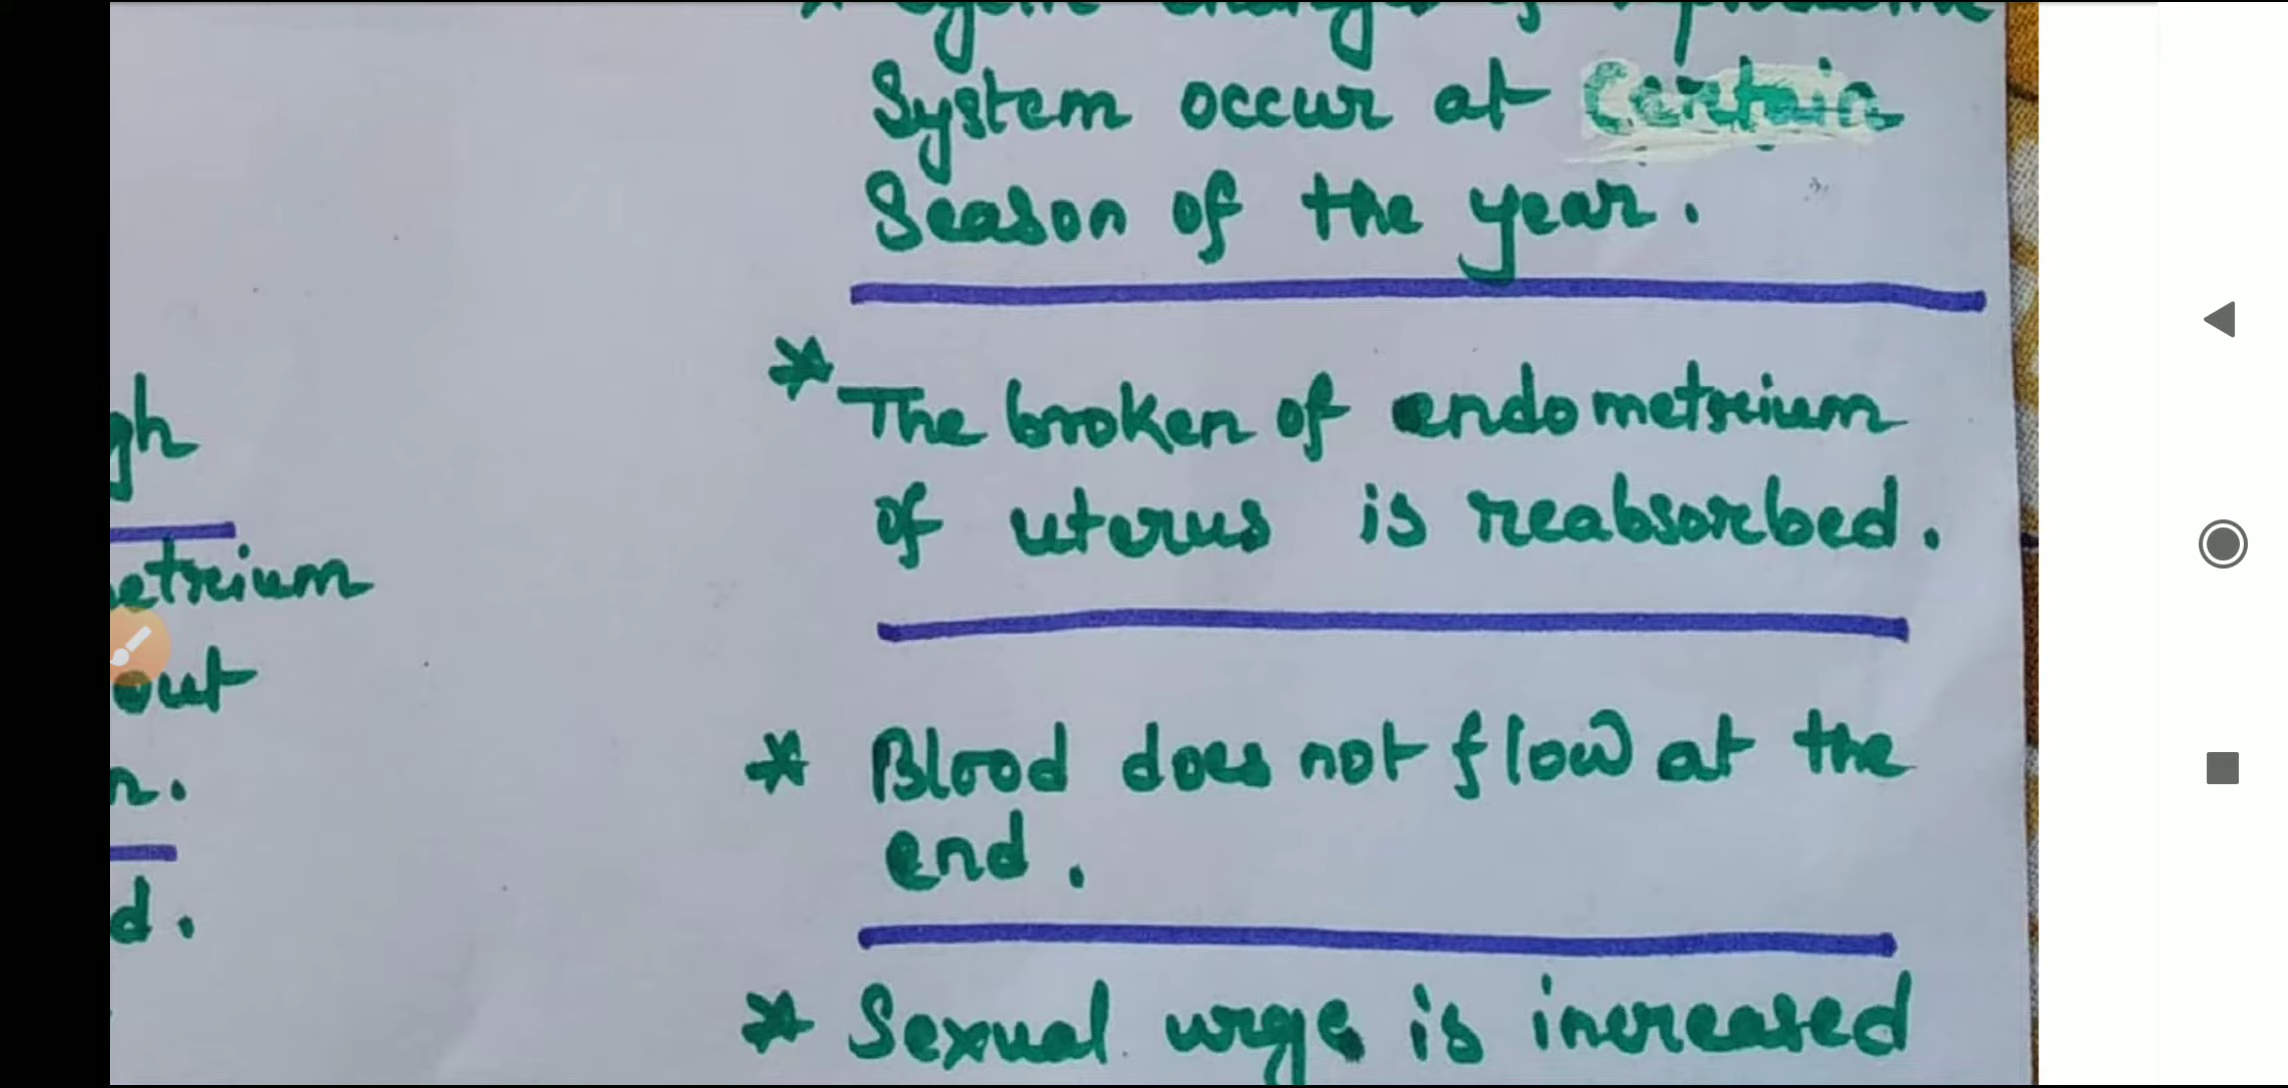 System occur at Certain
Season of the year.
* The broken of endometrium
of uterus is reabsorbed.
* Blood does not flow at the
end.
* Sexual urge is increased
gh
etrium
out
n.
d.